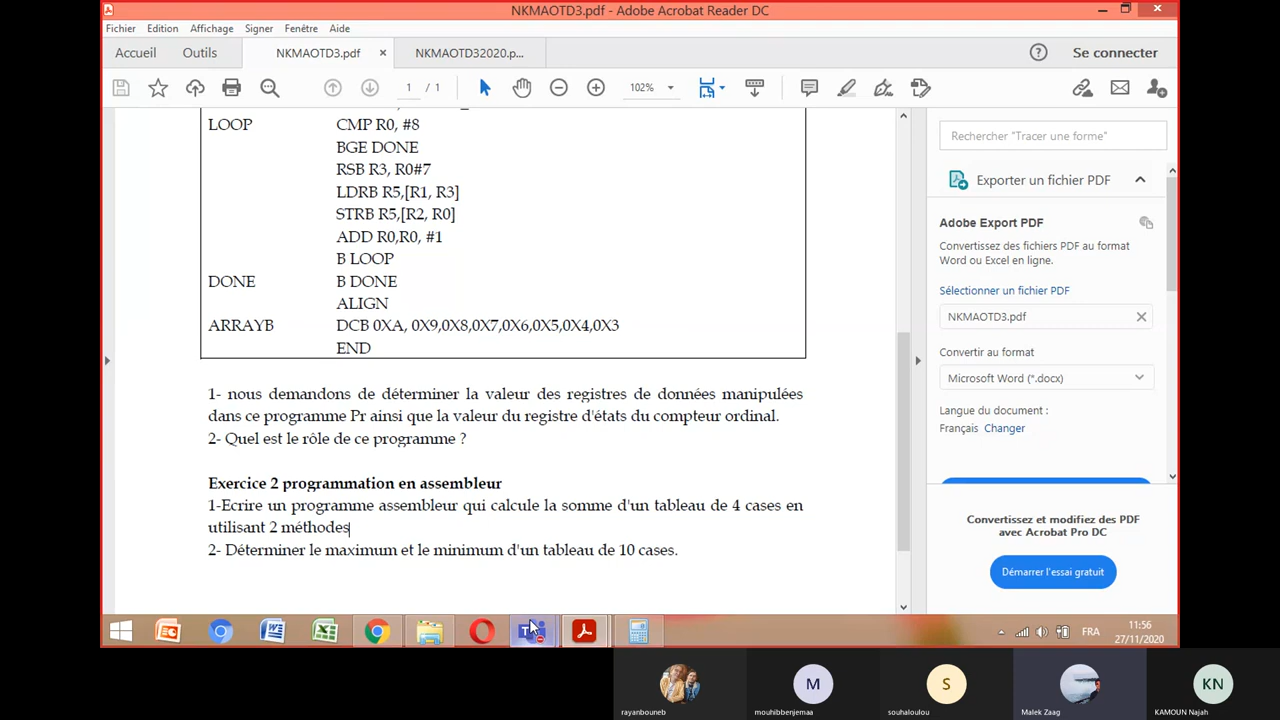 NKMAOTD3.pdf - Adobe Acrobat Reader DC
Fichier Edition Affichage Signer Fenêtre Aide
Accueil Outils NKMAOTD3.pdf × NKMAOTD32020.p... Se connecter
1 / 1 102%
LOOP CMP R0, #8
BGE DONE
RSB R3, R0#7
LDRB R5,[R1, R3]
STRB R5,[R2, R0]
ADD R0,R0, #1
B LOOP
DONE B DONE
ALIGN
ARRAYB DCB 0XA, 0X9,0X8,0X7,0X6,0X5,0X4,0X3
END
1- nous demandons de déterminer la valeur des registres de données manipulées
dans ce programme Pr ainsi que la valeur du registre d'états du compteur ordinal.
2- Quel est le rôle de ce programme ?
Exercice 2 programmation en assembleur
1-Ecrire un programme assembleur qui calcule la somme d'un tableau de 4 cases en
utilisant 2 méthodes
2- Déterminer le maximum et le minimum d'un tableau de 10 cases.
Rechercher "Tracer une forme"
Exporter un fichier PDF
Adobe Export PDF
Convertissez des fichiers PDF au format
Word ou Excel en ligne.
Sélectionner un fichier PDF
NKMAOTD3.pdf
Convertir au format
Microsoft Word (*.docx)
Langue du document :
Français Changer
Convertissez et modifiez des PDF
avec Acrobat Pro DC
Démarrer l'essai gratuit
FRA
11:56
27/11/2020
M S KN
rayanbouneb mouhibbenjemaa souhaloulou Malek Zaag KAMOUN Najah